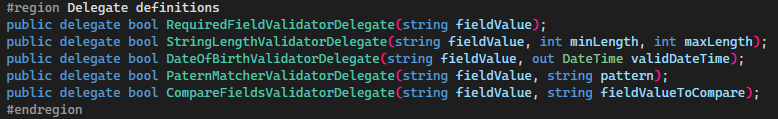 #region Delegate definitions
public delegate bool RequiredFieldValidatorDelegate(string fieldValue);
public delegate bool StringLengthValidatorDelegate(string fieldValue, int minLength, int maxLength);
public delegate bool DateOfBirthValidatorDelegate(string fieldValue, out DateTime validDateTime);
public delegate bool PaternMatcherValidatorDelegate(string fieldValue, string pattern);
public delegate bool CompareFieldsValidatorDelegate(string fieldValue, string fieldValueToCompare);
#endregion